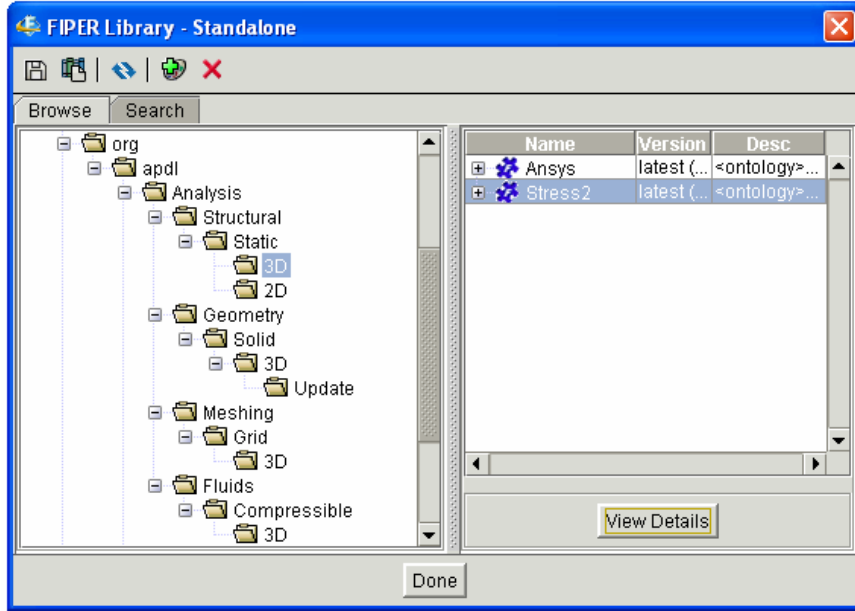 FIPER Library - Standalone
Browse Search
org
apdl
Analysis
Structural
Static
3D
2D
Geometry
Solid
3D
Update
Meshing
Grid
3D
Fluids
Compressible
3D
Name Version Desc
Ansys latest (... <ontology>...
Stress2 latest (... <ontology>...
View Details
Done